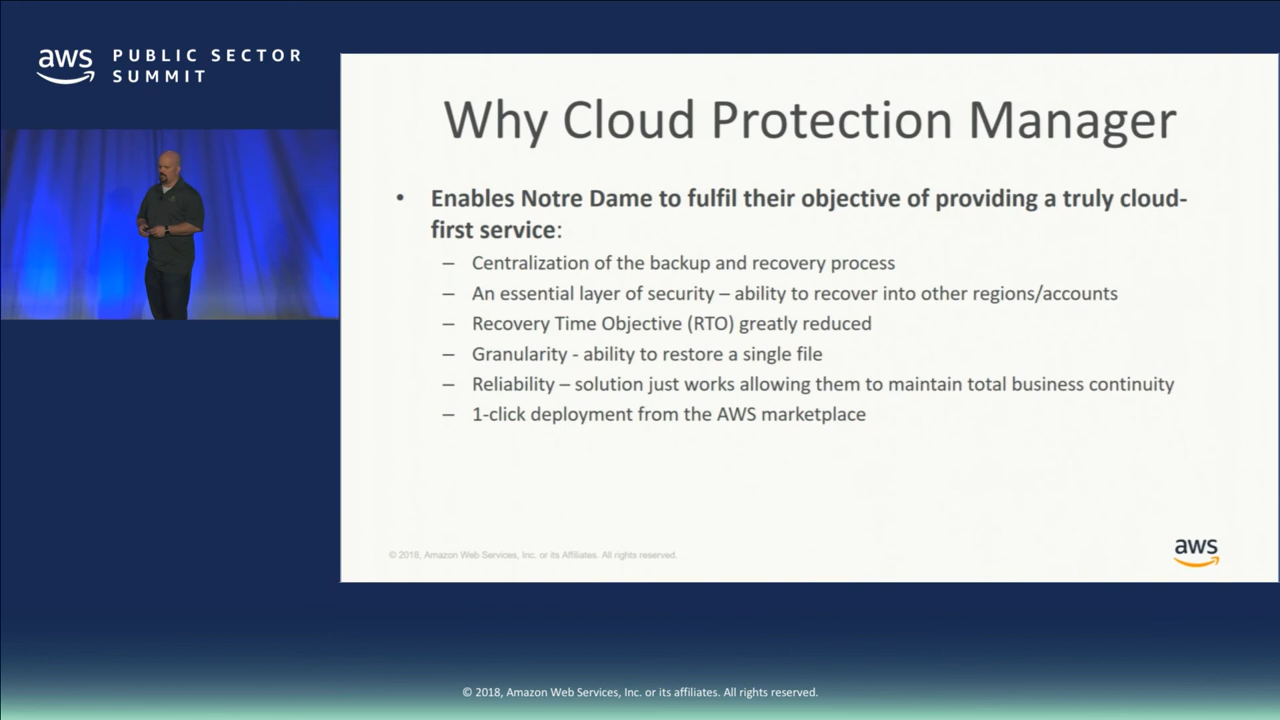 aws PUBLIC SECTOR
SUMMIT
Why Cloud Protection Manager
• Enables Notre Dame to fulfil their objective of providing a truly cloud-
first service:
– Centralization of the backup and recovery process
– An essential layer of security – ability to recover into other regions/accounts
– Recovery Time Objective (RTO) greatly reduced
– Granularity - ability to restore a single file
– Reliability – solution just works allowing them to maintain total business continuity
– 1-click deployment from the AWS marketplace
© 2018, Amazon Web Services, Inc. or its Affiliates. All rights reserved.
aws
© 2018, Amazon Web Services, Inc. or its affiliates. All rights reserved.